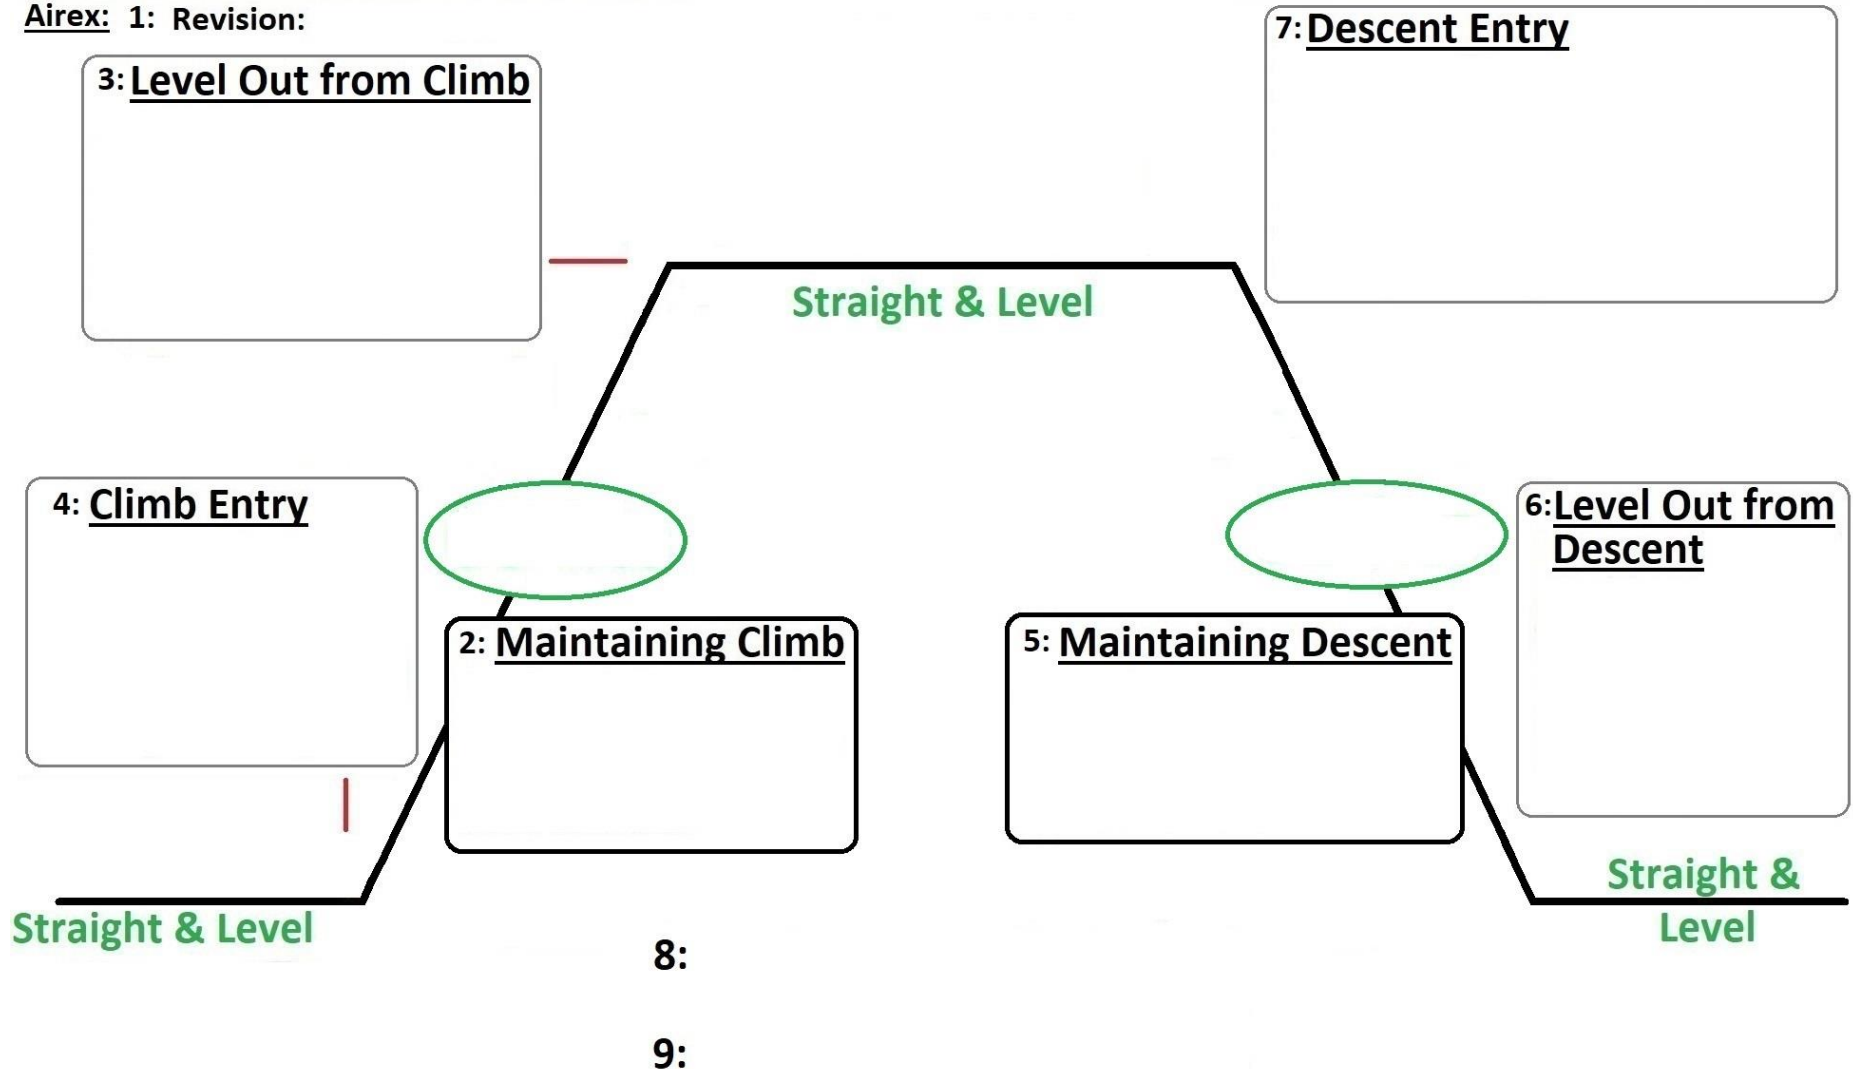 Airex: 1: Revision:
3: Level Out from Climb
7: Descent Entry
Straight & Level
4: Climb Entry
6: Level Out from
Descent
2: Maintaining Climb
5: Maintaining Descent
Straight & Level
Straight &
Level
8:
9: